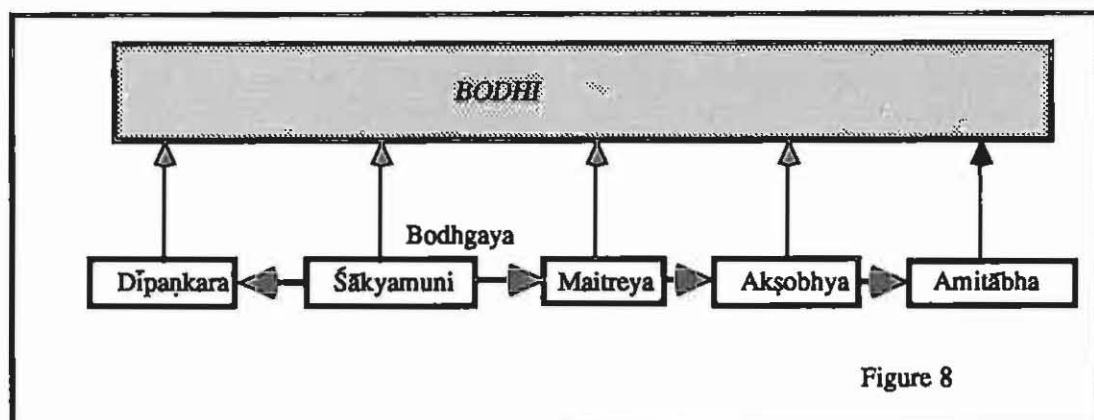 BODHI
Bodhgaya
Dīpaṇkara Śākyamuni Maitreya Akṣobhya Amitābha
Figure 8